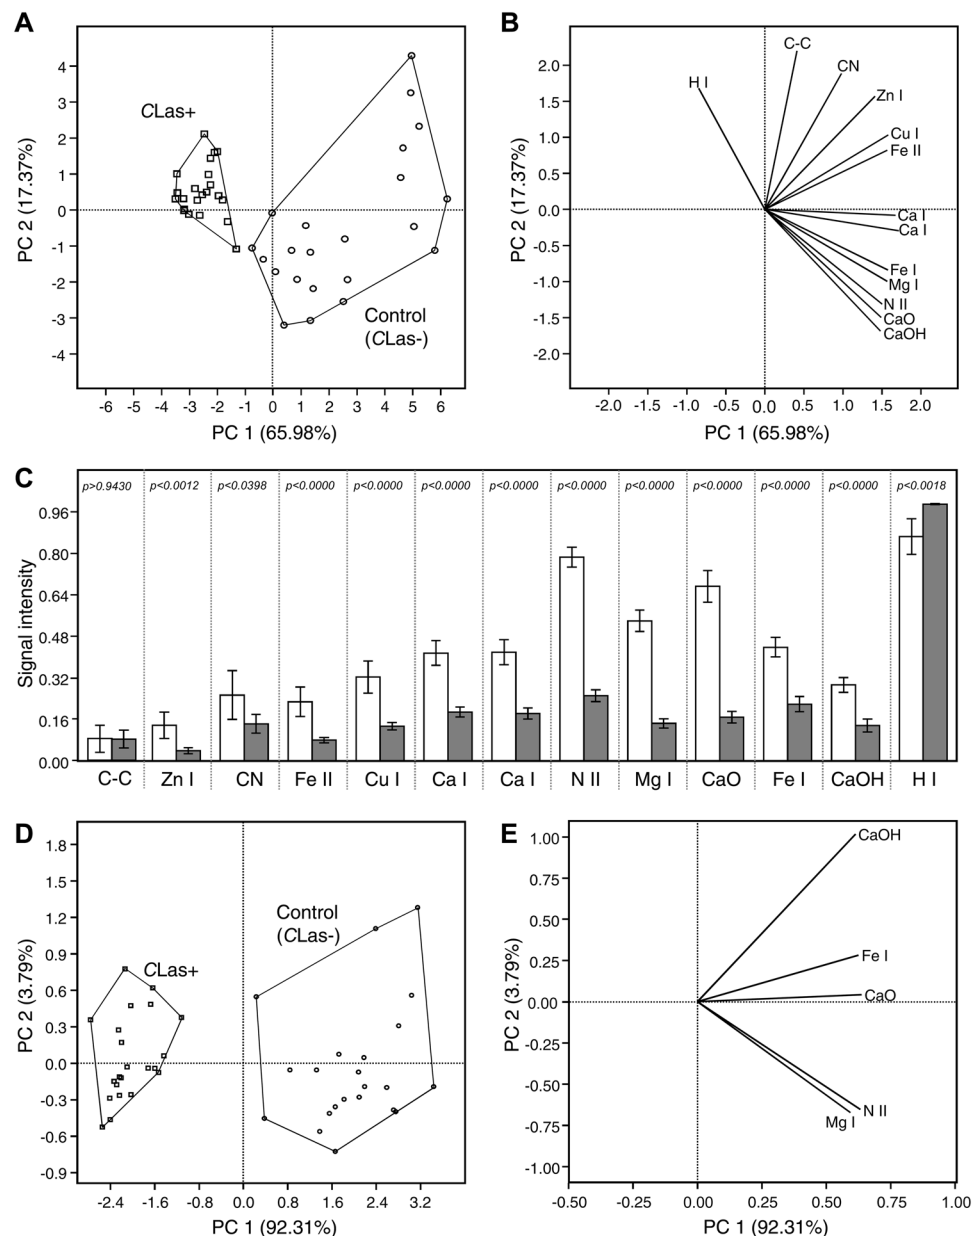 A
4
3
2
1
0
-1
-2
-3
-4
PC 2 (17.37%)
CLas+
Control
(CLas-)
-6 -5 -4 -3 -2 -1 0 1 2 3 4 5 6
PC 1 (65.98%)
B
2.0
1.5
1.0
0.5
0.0
-0.5
-1.0
-1.5
-2.0
PC 2 (17.37%)
C-C
CN
H I
Zn I
Cu I
Fe II
Ca I
Ca I
Fe I
Mg I
N II
CaO
CaOH
-2.0 -1.5 -1.0 -0.5 0.0 0.5 1.0 1.5 2.0
PC 1 (65.98%)
C
p>0.9430 p<0.0012 p<0.0398 p<0.0000 p<0.0000 p<0.0000 p<0.0000 p<0.0000 p<0.0000 p<0.0000 p<0.0000 p<0.0000 p<0.0018
0.96
0.80
0.64
0.48
0.32
0.16
0.00
Signal intensity
C-C Zn I CN Fe II Cu I Ca I Ca I N II Mg I CaO Fe I CaOH H I
D
1.8
1.5
1.2
0.9
0.6
0.3
0.0
-0.3
-0.6
-0.9
PC 2 (3.79%)
Control
(CLas-)
CLas+
-2.4 -1.6 -0.8 0.0 0.8 1.6 2.4 3.2
PC 1 (92.31%)
E
1.00
0.75
0.50
0.25
0.00
-0.25
-0.50
-0.75
-1.00
PC 2 (3.79%)
CaOH
Fe I
CaO
N II
Mg I
-0.50 -0.25 0.00 0.25 0.50 0.75 1.00
PC 1 (92.31%)